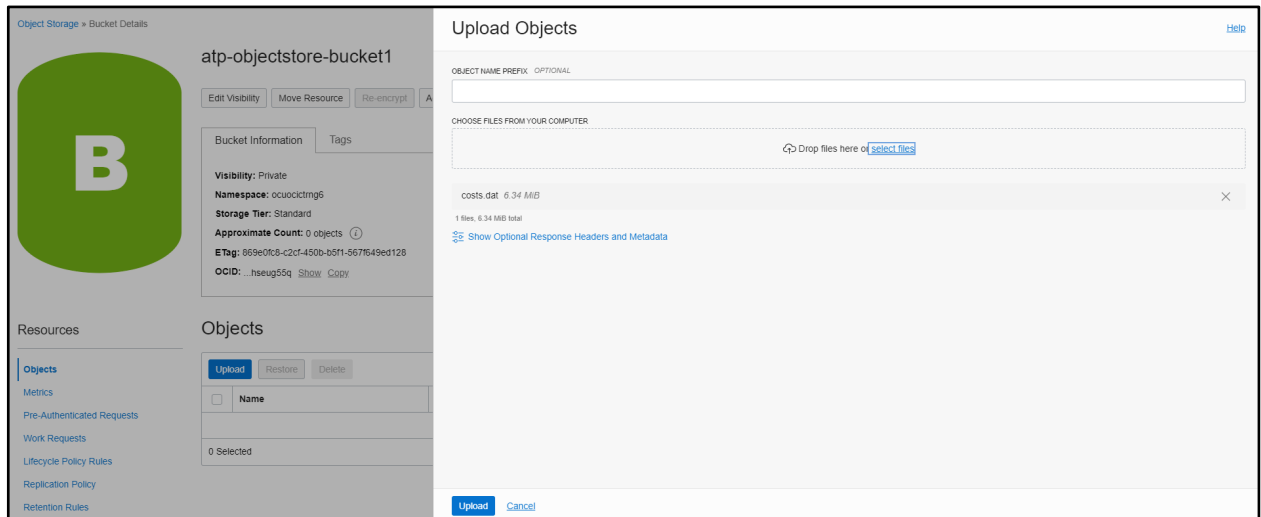 Object Storage » Bucket Details
B
atp-objectstore-bucket1
Edit Visibility Move Resource Re-encrypt A
Bucket Information Tags
Visibility: Private
Namespace: ocuocictrng6
Storage Tier: Standard
Approximate Count: 0 objects i
ETag: 869e0fc8-c2cf-450b-b5f1-567f649ed128
OCID: ...hseug55q Show Copy
Resources
Objects
Metrics
Pre-Authenticated Requests
Work Requests
Lifecycle Policy Rules
Replication Policy
Retention Rules
Objects
Upload Restore Delete
Name
0 Selected
Upload Objects
Help
OBJECT NAME PREFIX OPTIONAL
CHOOSE FILES FROM YOUR COMPUTER
Drop files here or select files
costs.dat 6.34 MiB
1 files, 6.34 MiB total
Show Optional Response Headers and Metadata
Upload Cancel